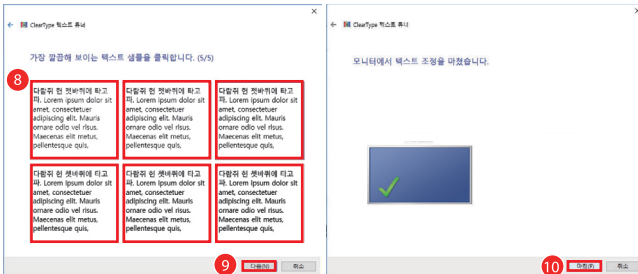 ← ClearType 텍스트 튜너
가장 깔끔해 보이는 텍스트 샘플을 클릭합니다. (5/5)
8
다람쥐 헌 쳇바퀴에 타고
파. Lorem ipsum dolor sit
amet, consectetuer
adipiscing elit. Mauris
ornare odio vel risus.
Maecenas elit metus,
pellentesque quis,
다람쥐 헌 쳇바퀴에 타고
파. Lorem ipsum dolor sit
amet, consectetuer
adipiscing elit. Mauris
ornare odio vel risus.
Maecenas elit metus,
pellentesque quis,
다람쥐 헌 쳇바퀴에 타고
파. Lorem ipsum dolor sit
amet, consectetuer
adipiscing elit. Mauris
ornare odio vel risus.
Maecenas elit metus,
pellentesque quis,
다람쥐 헌 쳇바퀴에 타고
파. Lorem ipsum dolor sit
amet, consectetuer
adipiscing elit. Mauris
ornare odio vel risus.
Maecenas elit metus,
pellentesque quis,
다람쥐 헌 쳇바퀴에 타고
파. Lorem ipsum dolor sit
amet, consectetuer
adipiscing elit. Mauris
ornare odio vel risus.
Maecenas elit metus,
pellentesque quis,
다람쥐 헌 쳇바퀴에 타고
파. Lorem ipsum dolor sit
amet, consectetuer
adipiscing elit. Mauris
ornare odio vel risus.
Maecenas elit metus,
pellentesque quis,
9 다음(N) 취소
← ClearType 텍스트 튜너
모니터에서 텍스트 조정을 마쳤습니다.
10 마침(F) 취소